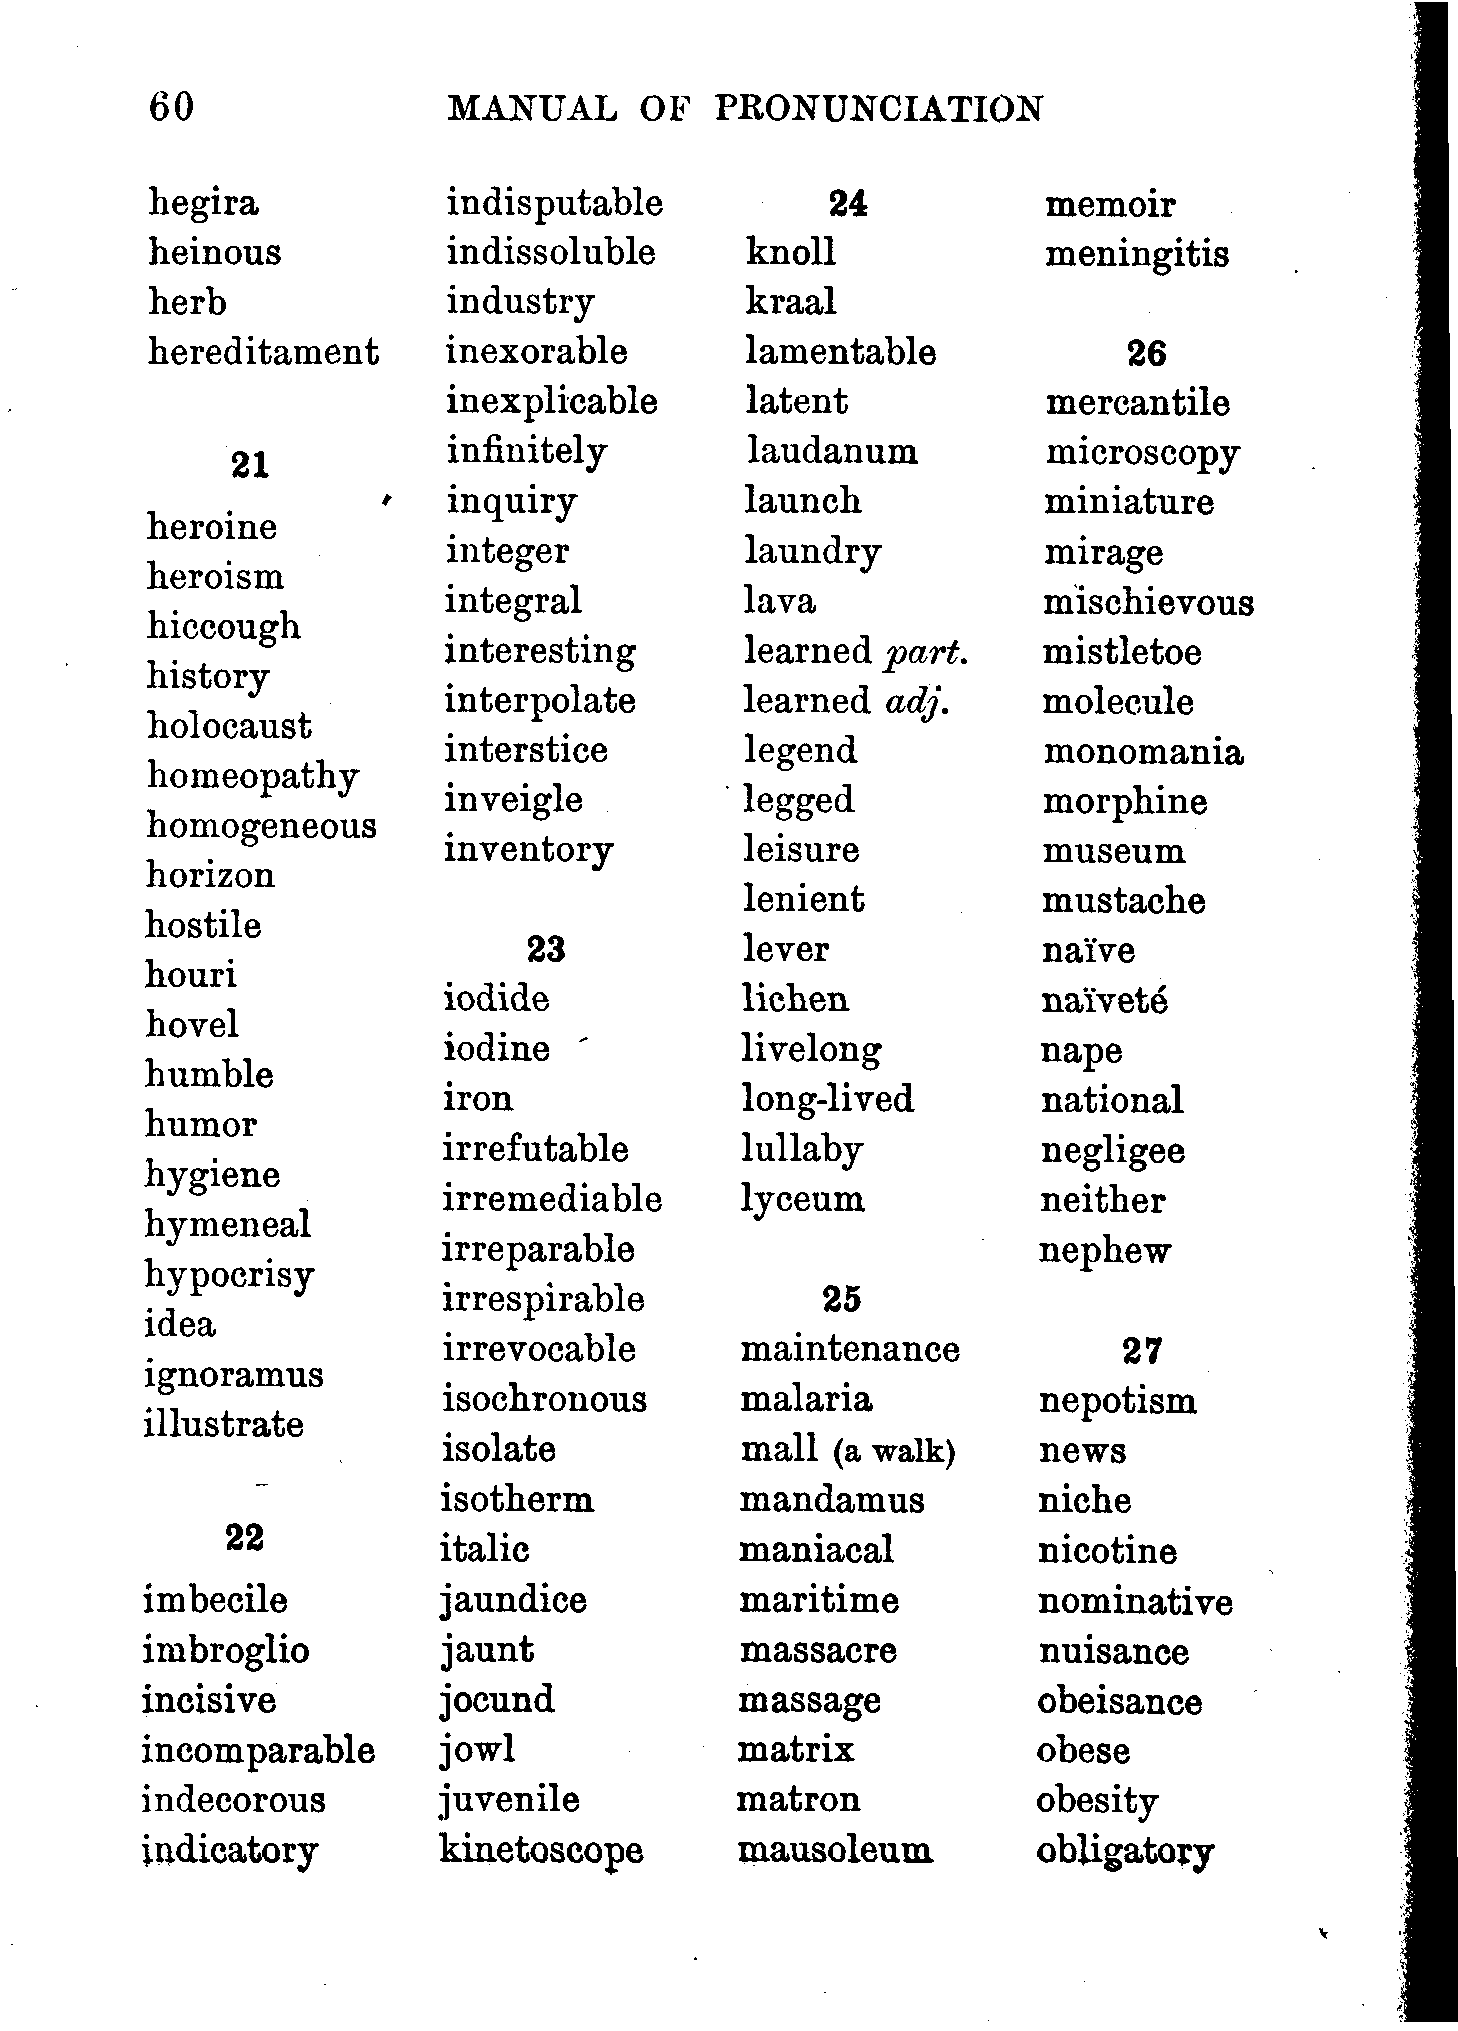 60 MANUAL OF PRONUNCIATION
hegira
heinous
herb
hereditament
21
heroine
heroism
hiccough
history
holocaust
homeopathy
homogeneous
horizon
hostile
houri
hovel
humble
humor
hygiene
hymeneal
hypocrisy
idea
ignoramus
illustrate
22
imbecile
imbroglio
incisive
incomparable
indecorous
indicatory
indisputable
indissoluble
industry
inexorable
inexplicable
infinitely
inquiry
integer
integral
interesting
interpolate
interstice
inveigle
inventory
23
iodide
iodine
iron
irrefutable
irremediable
irreparable
irrespirable
irrevocable
isochronous
isolate
isotherm
italic
jaundice
jaunt
jocund
jowl
juvenile
kinetoscope
24
knoll
kraal
lamentable
latent
laudanum
launch
laundry
lava
learned part.
learned adj.
legend
legged
leisure
lenient
lever
lichen
livelong
long-lived
lullaby
lyceum
25
maintenance
malaria
mall (a walk)
mandamus
maniacal
maritime
massacre
massage
matrix
matron
mausoleum
memoir
meningitis
26
mercantile
microscopy
miniature
mirage
mischievous
mistletoe
molecule
monomania
morphine
museum
mustache
naïve
naïveté
nape
national
negligee
neither
nephew
27
nepotism
news
niche
nicotine
nominative
nuisance
obeisance
obese
obesity
obligatory